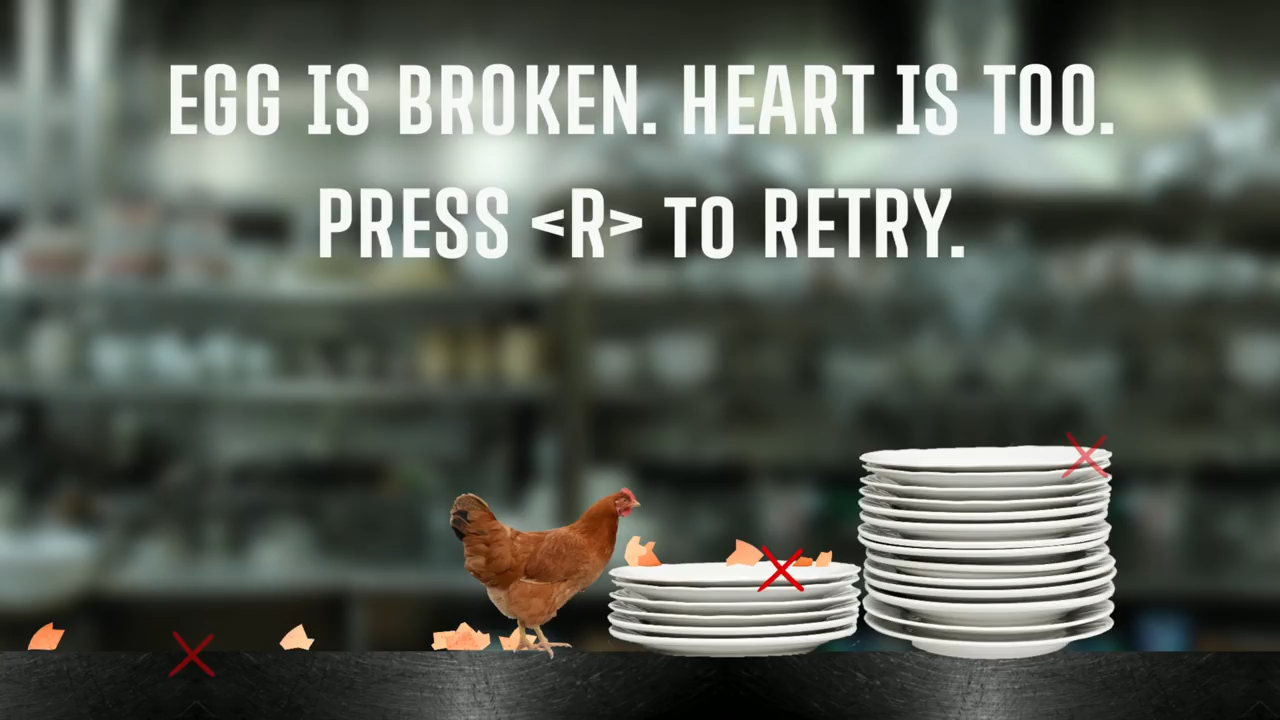 EGG IS BROKEN. HEART IS TOO.
PRESS <R> TO RETRY.